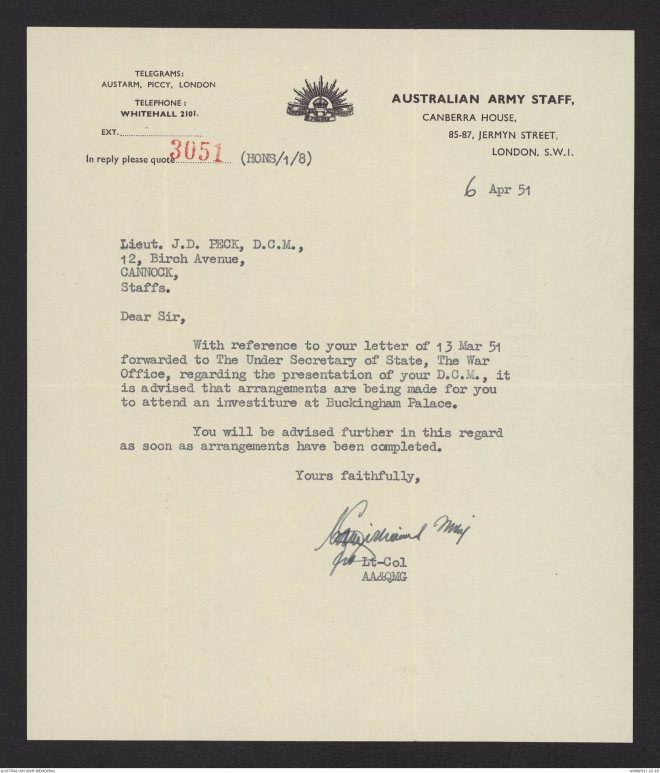 TELEGRAMS:
AUSTARM, PICCY, LONDON
TELEPHONE:
WHITEHALL 2101.
EXT.
In reply please quote 3051 (HONS/1/8)
AUSTRALIAN ARMY STAFF,
CANBERRA HOUSE,
85-87, JERMYN STREET,
LONDON, S.W.1.
6 Apr 51
Lieut. J.D. PECK, D.C.M.,
12, Birch Avenue,
CANNOCK,
Staffs.
Dear Sir,
With reference to your letter of 13 Mar 51
forwarded to The Under Secretary of State, The War
Office, regarding the presentation of your D.C.M., it
is advised that arrangements are being made for you
to attend an investiture at Buckingham Palace.
You will be advised further in this regard
as soon as arrangements have been completed.
Yours faithfully,
Lt-Col
AA&QMG
AUSTRALIAN WAR MEMORIAL